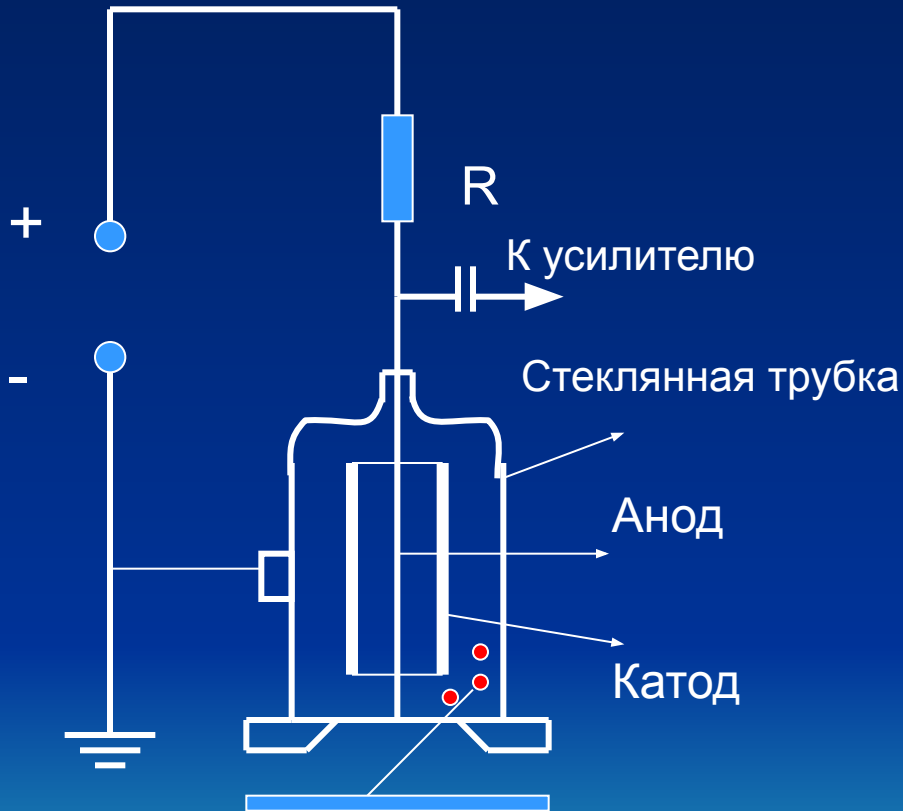 R
+
К усилителю
-
Стеклянная трубка
Анод
Катод